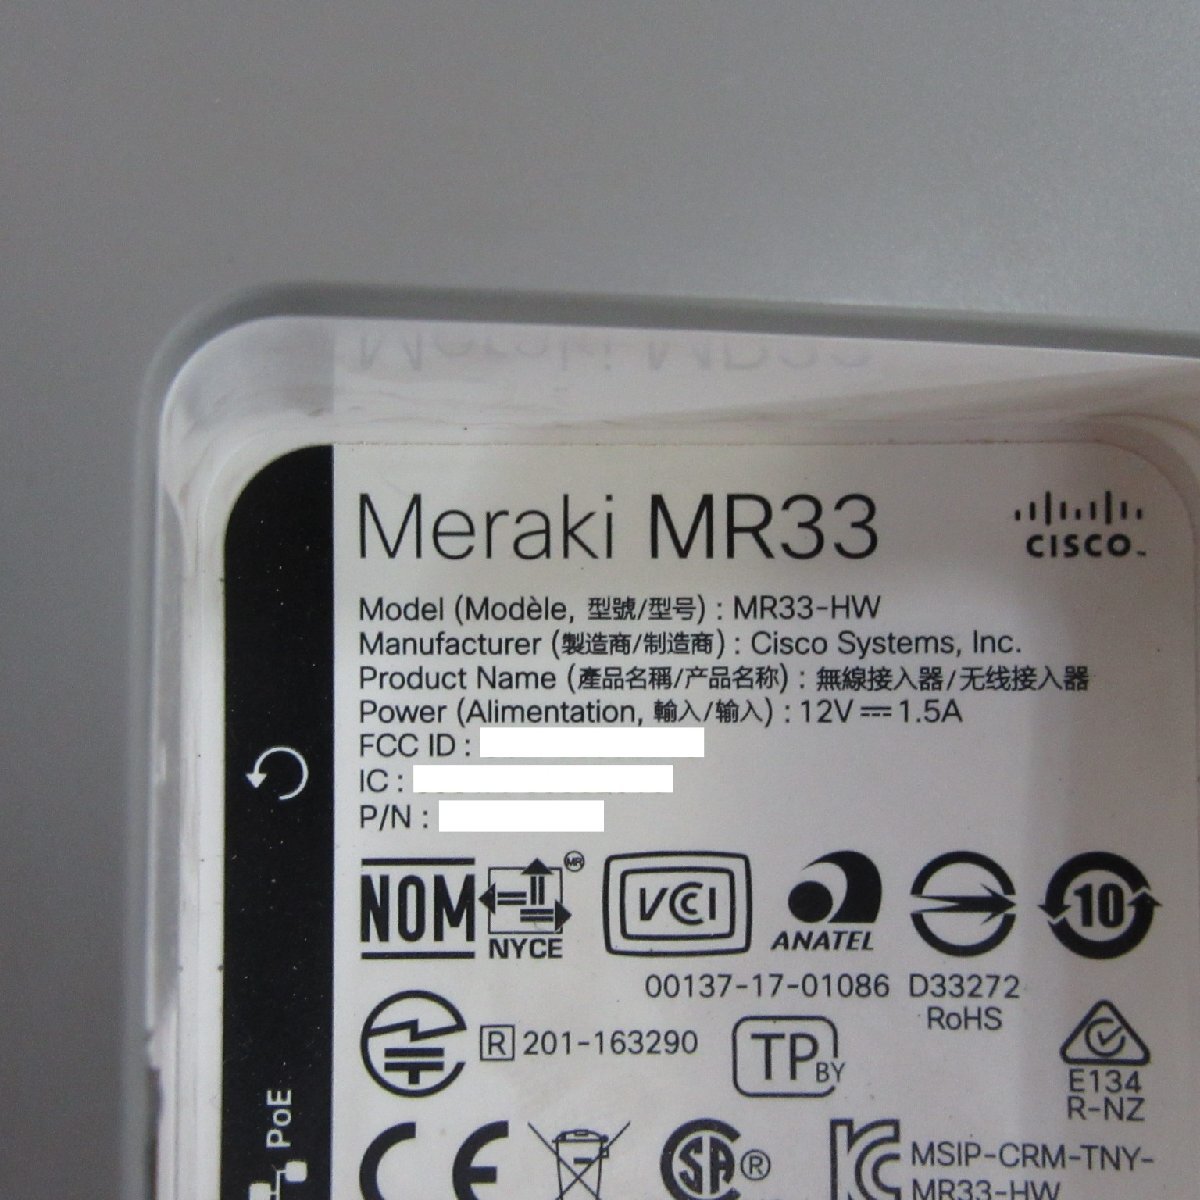 Meraki MR33
CISCO
Model (Modèle, 型號/型号) : MR33-HW
Manufacturer (製造商/制造商) : Cisco Systems, Inc.
Product Name (產品名稱/产品名称) : 無線接入器/无线接入器
Power (Alimentation, 輸入/输入) : 12V ⎓ 1.5A
FCC ID :
IC :
P/N :
NOM
NYCE
MR
VCCI
ANATEL
10
00137-17-01086
D33272
RoHS
R 201-163290
TP BY
E134
R-NZ
PoE
CE
SA ®
MSIP-CRM-TNY-
MR33-HW